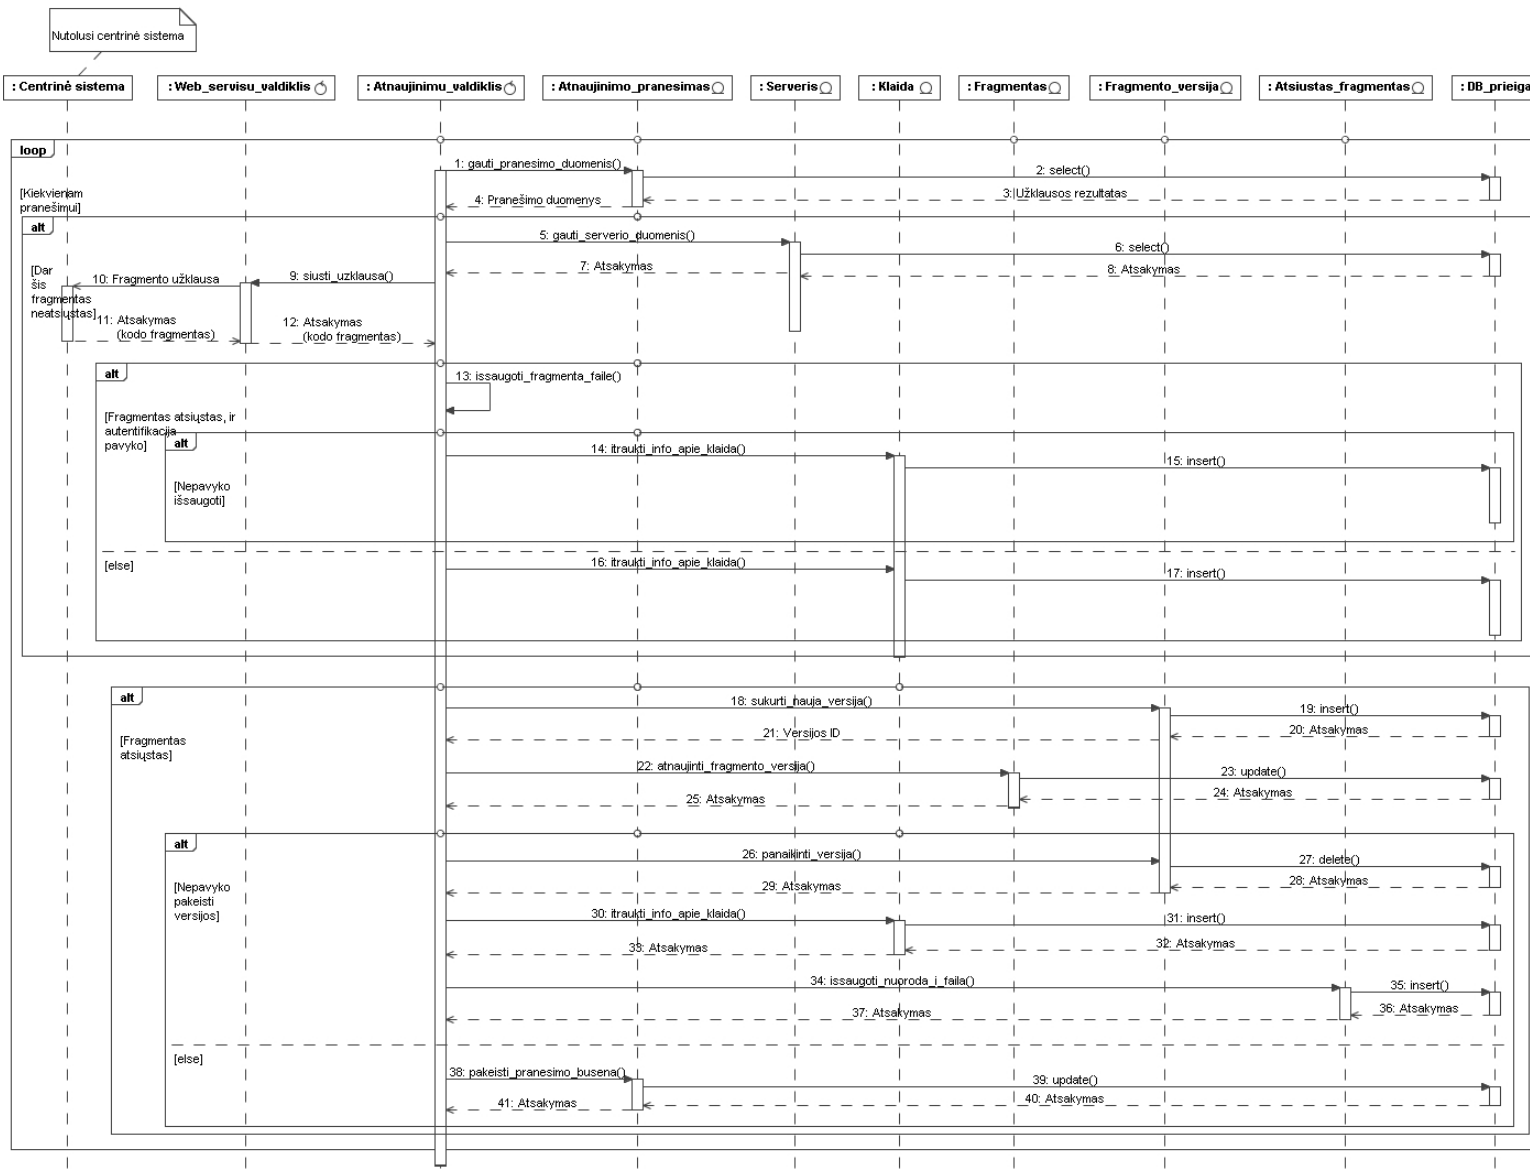 Nutolusi centrinė sistema
: Centrinė sistema
: Web_servisu_valdiklis
: Atnaujinimu_valdiklis
: Atnaujinimo_pranesimas
: Serveris
: Klaida
: Fragmentas
: Fragmento_versija
: Atsiustas_fragmentas
: DB_prieiga
loop
[Kiekvienam
pranešimui]
1: gauti_pranesimo_duomenis()
2: select()
3: Užklausos rezultatas
4: Pranešimo duomenys
alt
[Dar
šis
fragmentas
neatsiųstas]
5: gauti_serverio_duomenis()
6: select()
7: Atsakymas
8: Atsakymas
9: siusti_uzklausa()
10: Fragmento užklausa
11: Atsakymas
(kodo fragmentas)
12: Atsakymas
(kodo fragmentas)
alt
[Fragmentas atsiųstas, ir
autentifikacija
pavyko]
13: issaugoti_fragmenta_faile()
alt
[Nepavyko
išsaugoti]
14: itraukti_info_apie_klaida()
15: insert()
[else]
16: itraukti_info_apie_klaida()
17: insert()
alt
[Fragmentas
atsiųstas]
18: sukurti_nauja_versija()
19: insert()
20: Atsakymas
21: Versijos ID
22: atnaujinti_fragmento_versija()
23: update()
24: Atsakymas
25: Atsakymas
alt
[Nepavyko
pakeisti
versijos]
26: panaikinti_versija()
27: delete()
28: Atsakymas
29: Atsakymas
30: itraukti_info_apie_klaida()
31: insert()
32: Atsakymas
33: Atsakymas
34: issaugoti_nuoroda_i_faila()
35: insert()
36: Atsakymas
37: Atsakymas
[else]
38: pakeisti_pranesimo_busena()
39: update()
40: Atsakymas
41: Atsakymas